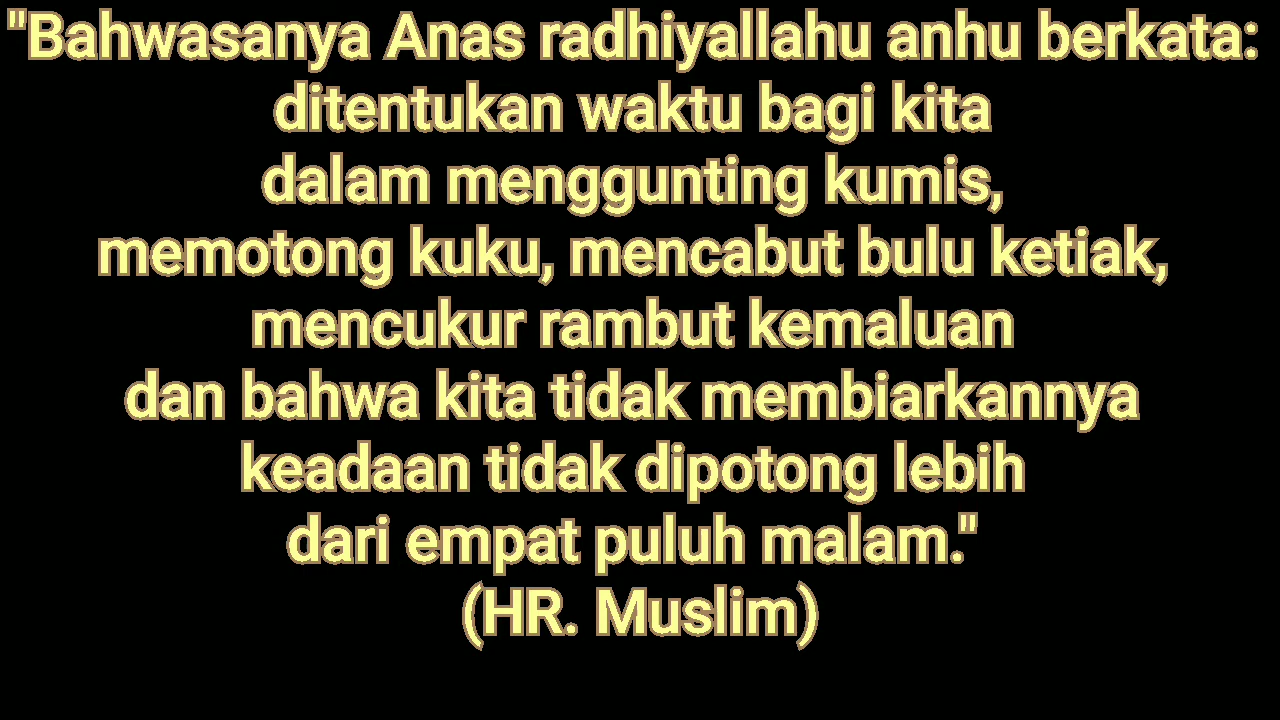 "Bahwasanya Anas radhiyallahu anhu berkata:
ditentukan waktu bagi kita
dalam menggunting kumis,
memotong kuku, mencabut bulu ketiak,
mencukur rambut kemaluan
dan bahwa kita tidak membiarkannya
keadaan tidak dipotong lebih
dari empat puluh malam."
(HR. Muslim)